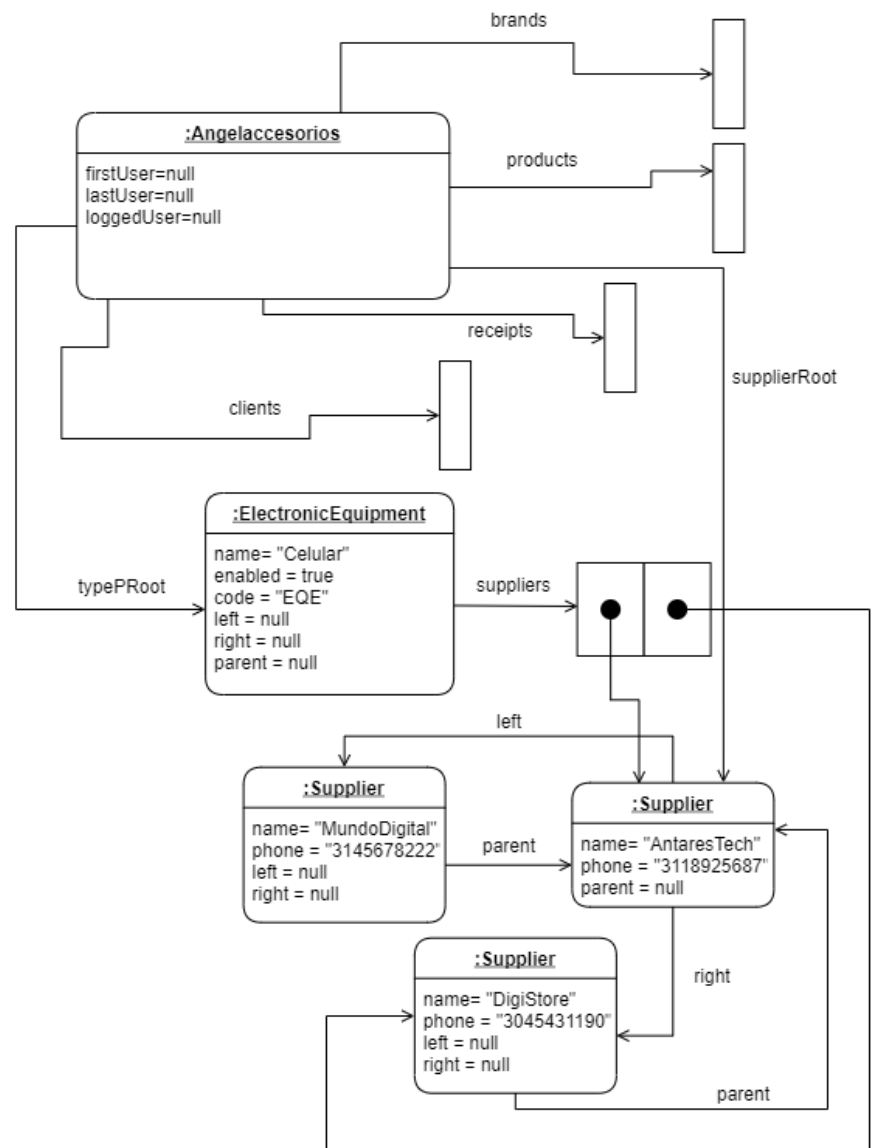 brands
:Angelaccesorios
firstUser=null
lastUser=null
loggedUser=null
products
receipts
supplierRoot
clients
:ElectronicEquipment
name= "Celular"
enabled = true
code = "EQE"
left = null
right = null
parent = null
typePRoot
suppliers
left
:Supplier
name= "MundoDigital"
phone = "3145678222"
left = null
right = null
parent
:Supplier
name= "AntaresTech"
phone = "3118925687"
parent = null
right
:Supplier
name= "DigiStore"
phone = "3045431190"
left = null
right = null
parent